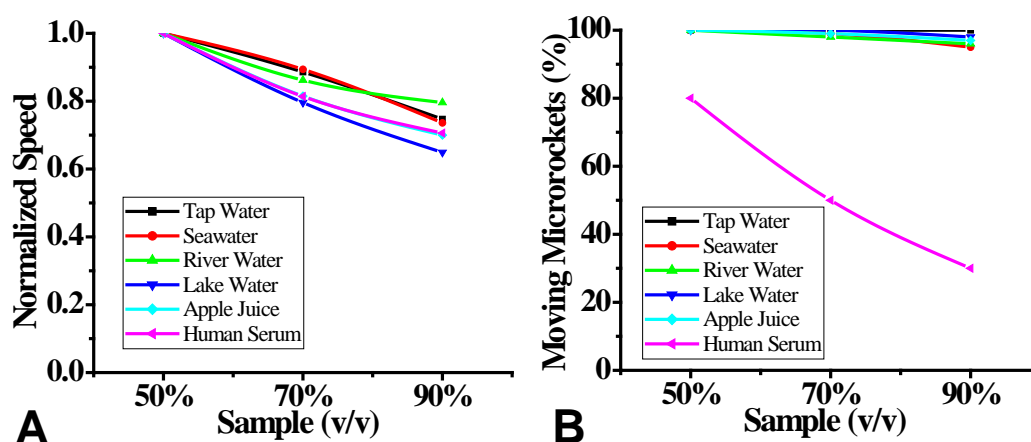 1.0
0.8
0.6
0.4
0.2
0.0
Normalized Speed
Tap Water
Seawater
River Water
Lake Water
Apple Juice
Human Serum
50%
70%
90%
Sample (v/v)
A
100
80
60
40
20
0
Moving Microrockets (%)
Tap Water
Seawater
River Water
Lake Water
Apple Juice
Human Serum
50%
70%
90%
Sample (v/v)
B